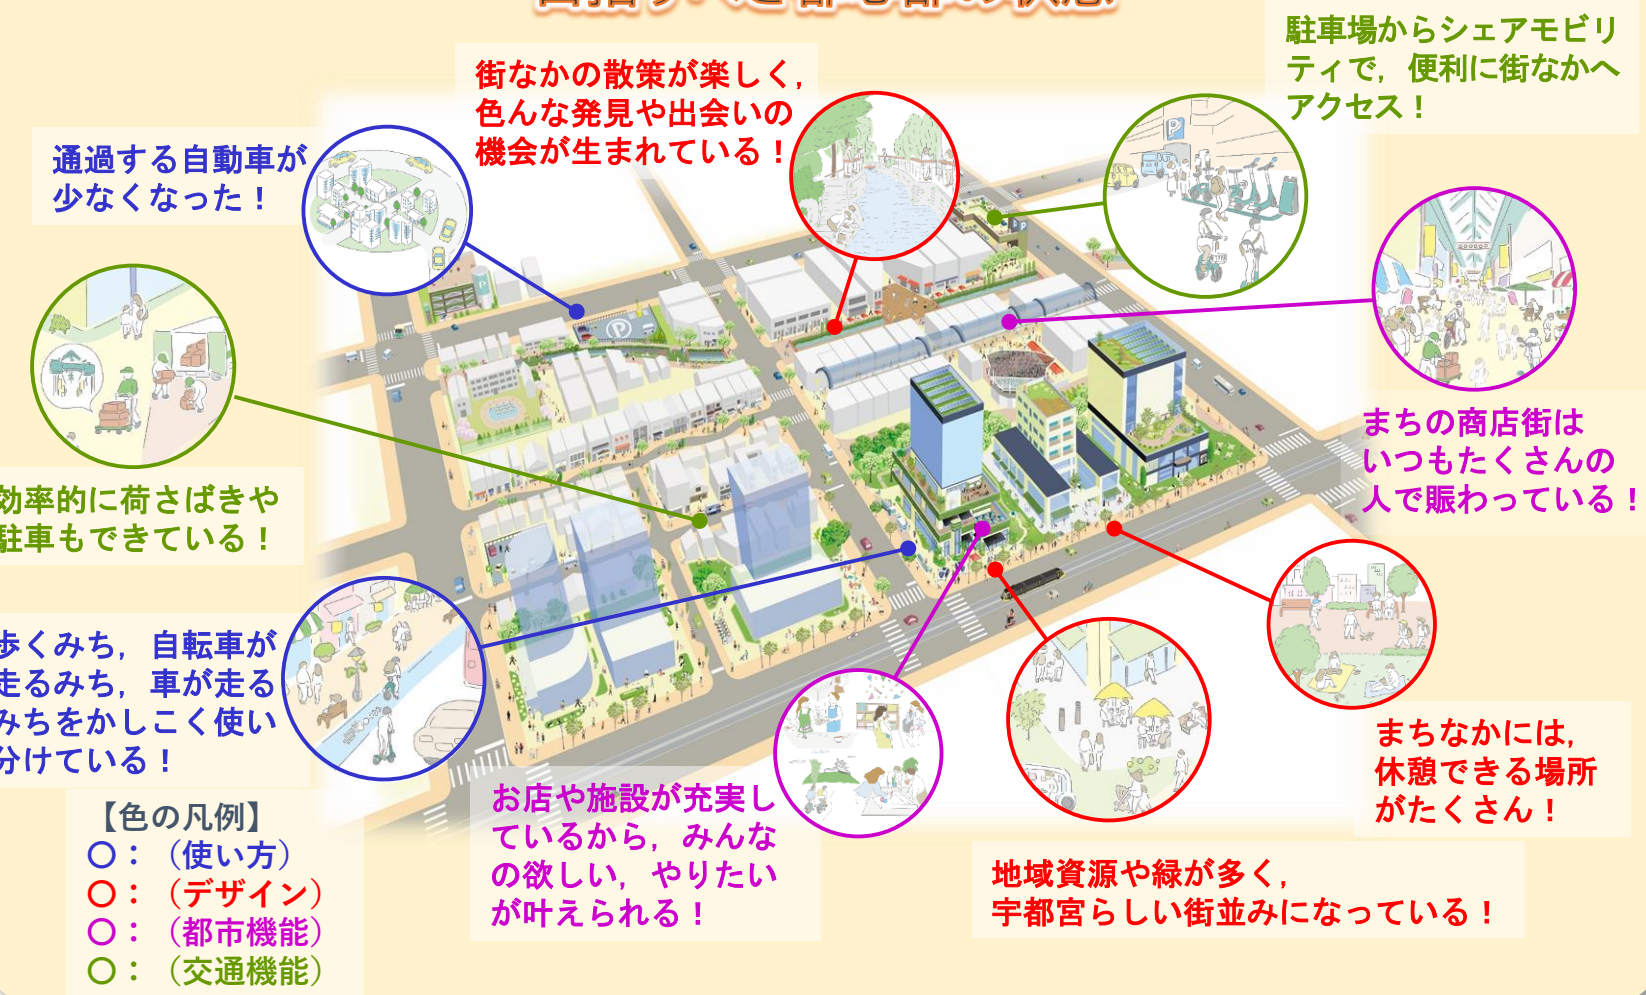 駐車場からシェアモビリ
ティで，便利に街なかへ
アクセス！
街なかの散策が楽しく，
色んな発見や出会いの
機会が生まれている！
通過する自動車が
少なくなった！
まちの商店街は
いつもたくさんの
人で賑わっている！
効率的に荷さばきや
駐車もできている！
歩くみち，自転車が
走るみち，車が走る
みちをかしこく使い
分けている！
まちなかには，
休憩できる場所
がたくさん！
お店や施設が充実し
ているから，みんな
の欲しい，やりたい
が叶えられる！
地域資源や緑が多く，
宇都宮らしい街並みになっている！
【色の凡例】
〇：（使い方）
〇：（デザイン）
〇：（都市機能）
〇：（交通機能）
P
P
P